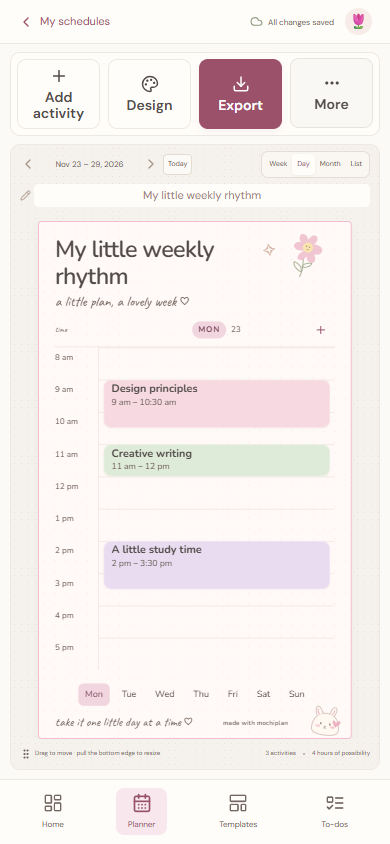 My schedules
All changes saved
Add
activity
Design
Export
More
Nov 23 – 29, 2026
Today
Week
Day
Month
List
My little weekly rhythm
My little weekly
rhythm
a little plan, a lovely week♡
time
MON 23
+
8 am
9 am
Design principles
9 am – 10:30 am
10 am
11 am
Creative writing
11 am – 12 pm
12 pm
1 pm
2 pm
A little study time
2 pm – 3:30 pm
3 pm
4 pm
5 pm
Mon Tue Wed Thu Fri Sat Sun
take it one little day at a time♡
made with mochiplan
Drag to move · pull the bottom edge to resize
3 activities • 4 hours of possibility
Home
Planner
Templates
To-dos